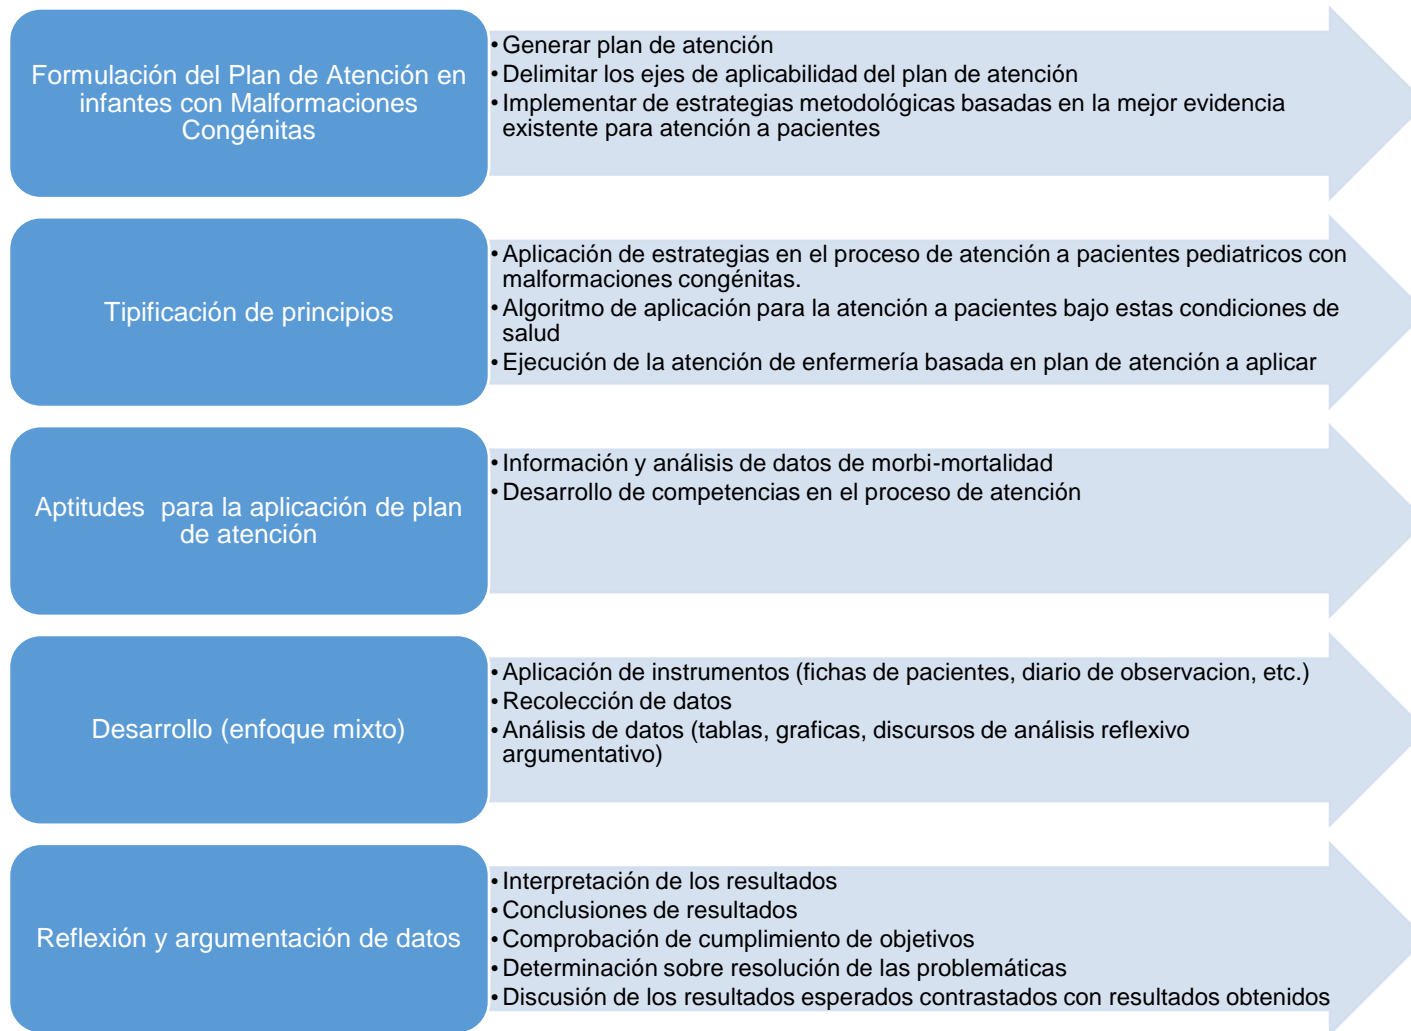 Formulación del Plan de Atención en
infantes con Malformaciones
Congénitas
•Generar plan de atención
•Delimitar los ejes de aplicabilidad del plan de atención
•Implementar de estrategias metodológicas basadas en la mejor evidencia
existente para atención a pacientes
Tipificación de principios
•Aplicación de estrategias en el proceso de atención a pacientes pediatricos con
malformaciones congénitas.
•Algoritmo de aplicación para la atención a pacientes bajo estas condiciones de
salud
•Ejecución de la atención de enfermería basada en plan de atención a aplicar
Aptitudes para la aplicación de plan
de atención
•Información y análisis de datos de morbi-mortalidad
•Desarrollo de competencias en el proceso de atención
Desarrollo (enfoque mixto)
•Aplicación de instrumentos (fichas de pacientes, diario de observacion, etc.)
•Recolección de datos
•Análisis de datos (tablas, graficas, discursos de análisis reflexivo
argumentativo)
Reflexión y argumentación de datos
•Interpretación de los resultados
•Conclusiones de resultados
•Comprobación de cumplimiento de objetivos
•Determinación sobre resolución de las problemáticas
•Discusión de los resultados esperados contrastados con resultados obtenidos